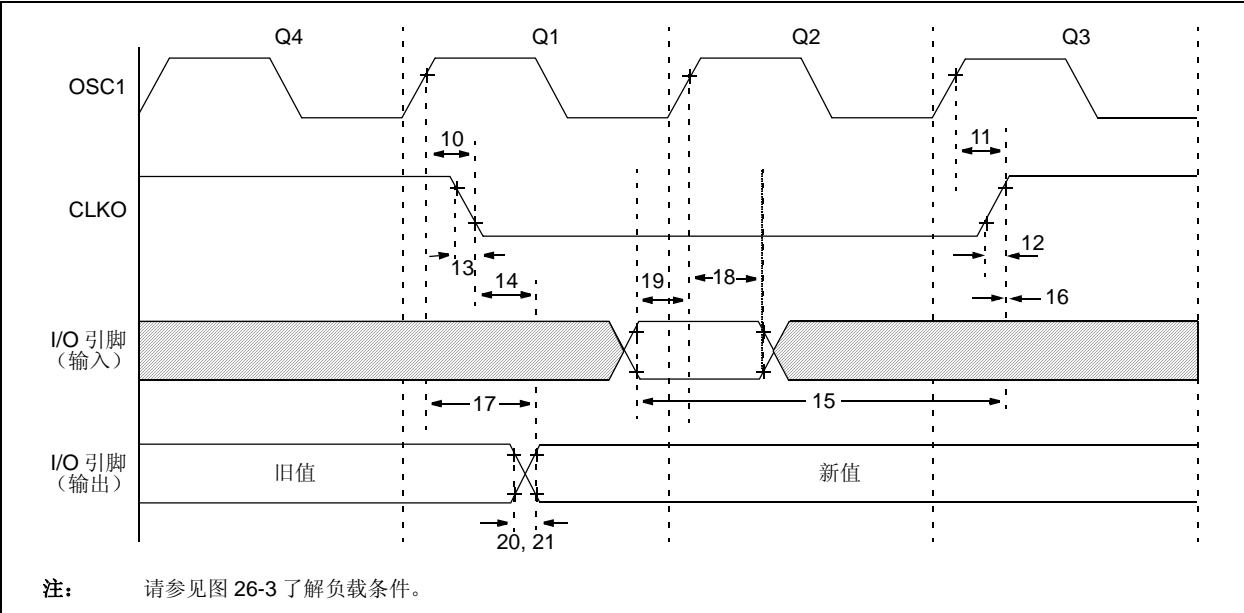 Q4 Q1 Q2 Q3
OSC1
10 11
CLKO
13 12
14 19 18 16
I/O 引脚
（输入）
17 15
I/O 引脚
（输出）
旧值 新值
20, 21
注： 请参见图 26-3 了解负载条件。